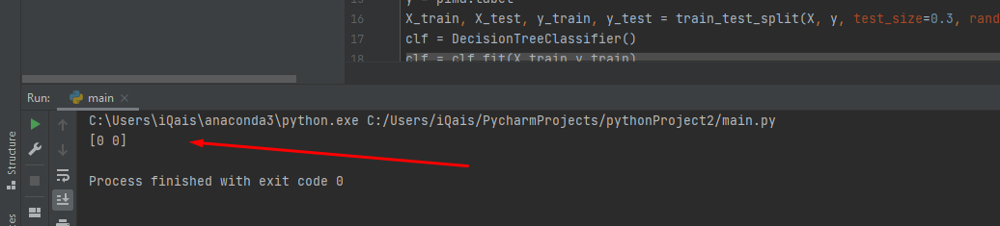 15
y = pima.label
16
X_train, X_test, y_train, y_test = train_test_split(X, y, test_size=0.3, rand
17
clf = DecisionTreeClassifier()
18
clf = clf.fit(X_train,y_train)
Run: main ×
C:\Users\iQais\anaconda3\python.exe C:/Users/iQais/PycharmProjects/pythonProject2/main.py
[0 0]
Process finished with exit code 0
Structure